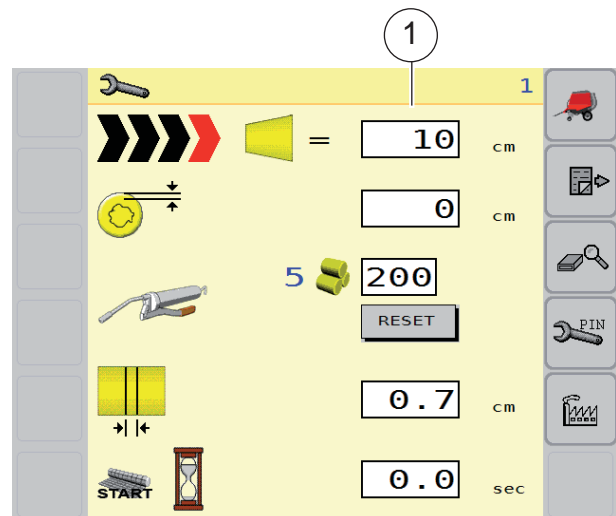 1
1
= 10 cm
0 cm
5 200
RESET
PIN
0.7 cm
START 0.0 sec